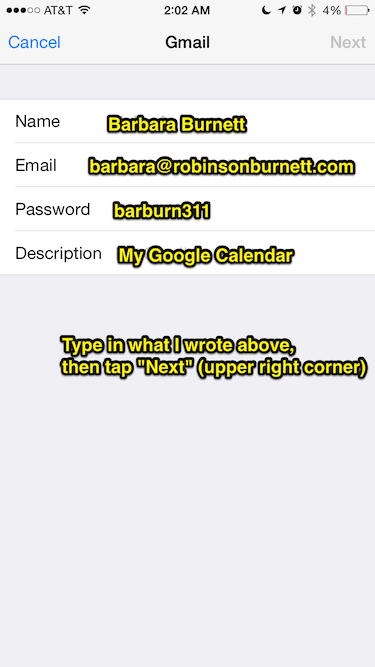 AT&T 2:02 AM 4%
Cancel Gmail Next
Name Barbara Burnett
Email barbara@robinsonburnett.com
Password barburn311
Description My Google Calendar
Type in what I wrote above,
then tap "Next" (upper right corner)